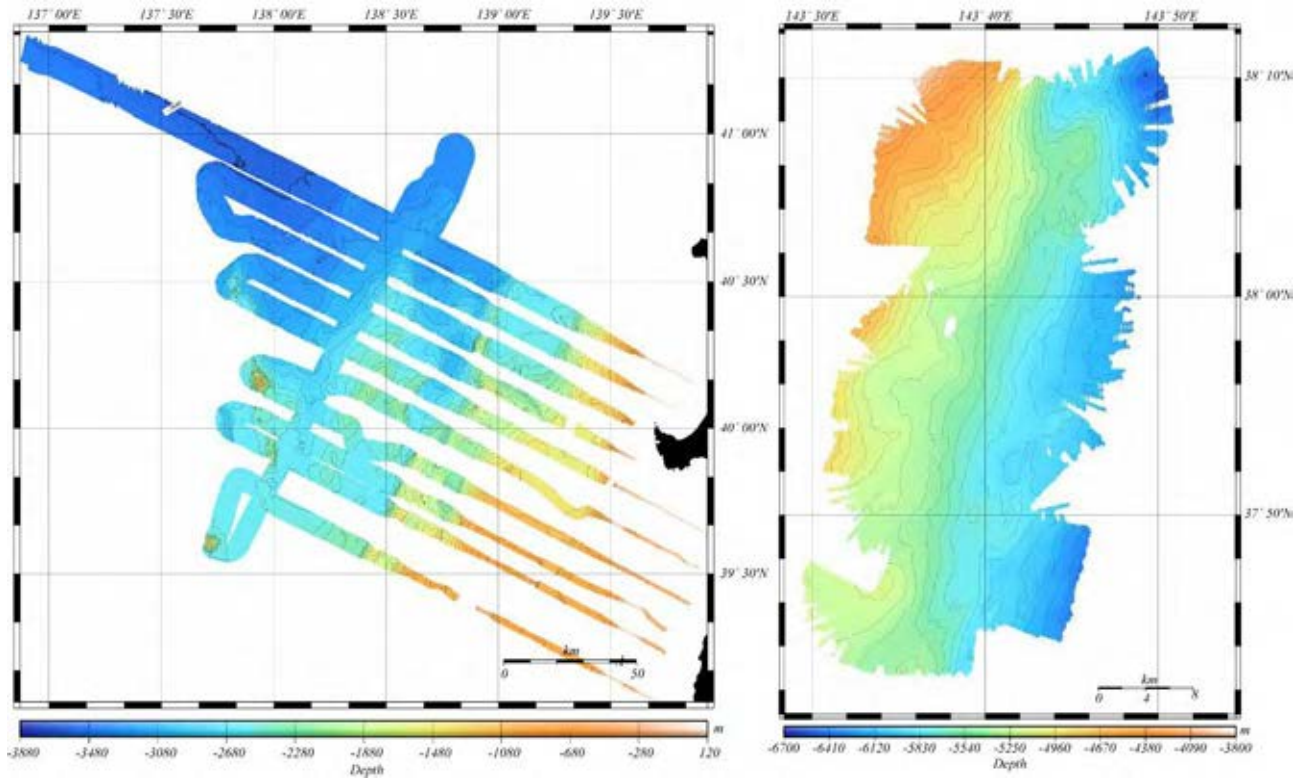 137°00'E 137°30'E 138°00'E 138°30'E 139°00'E 139°30'E
41°00'N
40°30'N
40°00'N
39°30'N
km
0 50
m
-3880 -3480 -3080 -2680 -2280 -1880 -1480 -1080 -680 -280 120
Depth
143°30'E 143°40'E 143°50'E
38°10'N
38°00'N
37°50'N
km
0 4 8
m
-6700 -6410 -6120 -5830 -5540 -5250 -4960 -4670 -4380 -4090 -3800
Depth